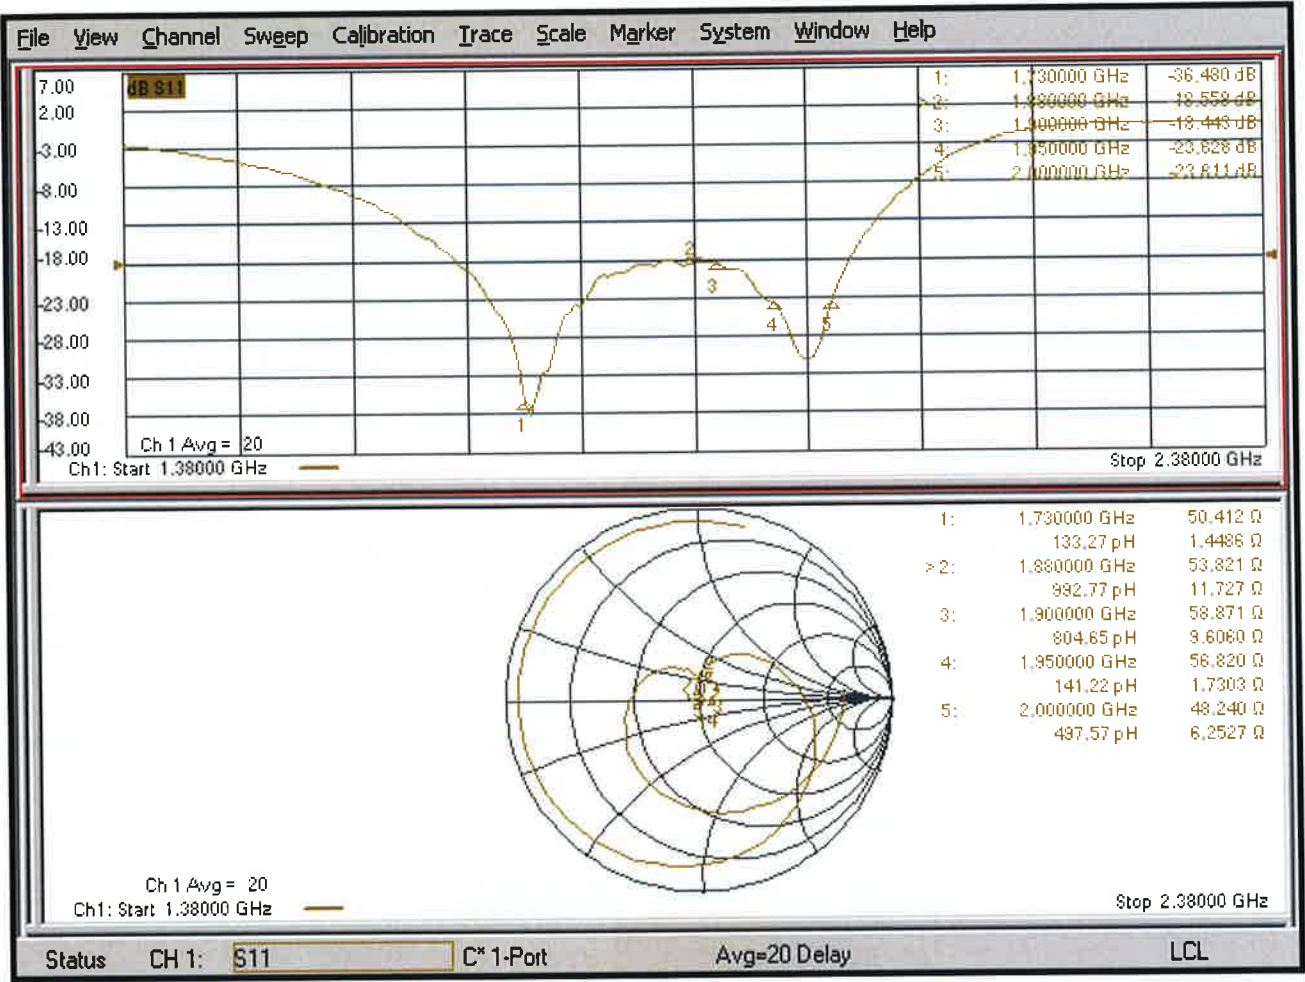 File View Channel Sweep Calibration Trace Scale Marker System Window Help
7.00
2.00
-3.00
-8.00
-13.00
-18.00
-23.00
-28.00
-33.00
-38.00
-43.00
dB S11
1: 1.730000 GHz -36.480 dB
>2: 1.880000 GHz -18.558 dB
3: 1.900000 GHz -18.443 dB
4: 1.950000 GHz -23.628 dB
5: 2.000000 GHz -23.811 dB
2
3
4
5
1
Ch 1 Avg = 20
Ch1: Start 1.38000 GHz
Stop 2.38000 GHz
1: 1.730000 GHz 50.412 Ω
133.27 pH 1.4486 Ω
>2: 1.880000 GHz 53.821 Ω
992.77 pH 11.727 Ω
3: 1.900000 GHz 58.871 Ω
804.65 pH 9.6060 Ω
4: 1.950000 GHz 56.820 Ω
141.22 pH 1.7303 Ω
5: 2.000000 GHz 48.240 Ω
497.57 pH 6.2527 Ω
Ch 1 Avg = 20
Ch1: Start 1.38000 GHz
Stop 2.38000 GHz
Status CH 1: S11 C* 1-Port Avg=20 Delay LCL